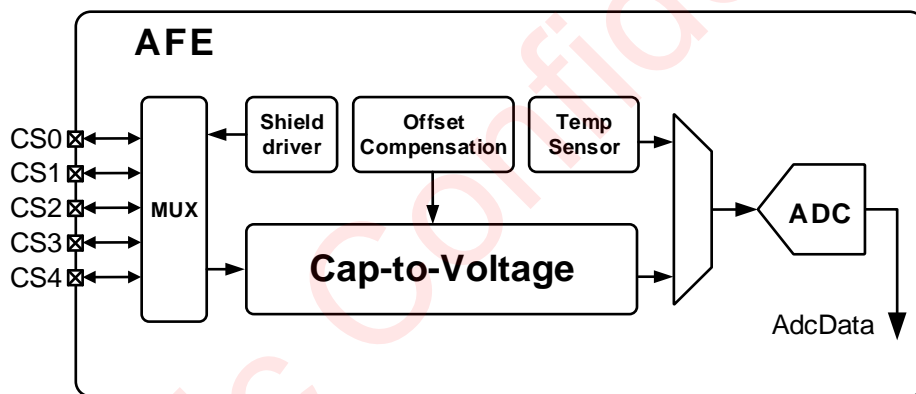 AFE
Shield
driver
Offset
Compensation
Temp
Sensor
CS0
CS1
CS2
CS3
CS4
MUX
Cap-to-Voltage
ADC
AdcData